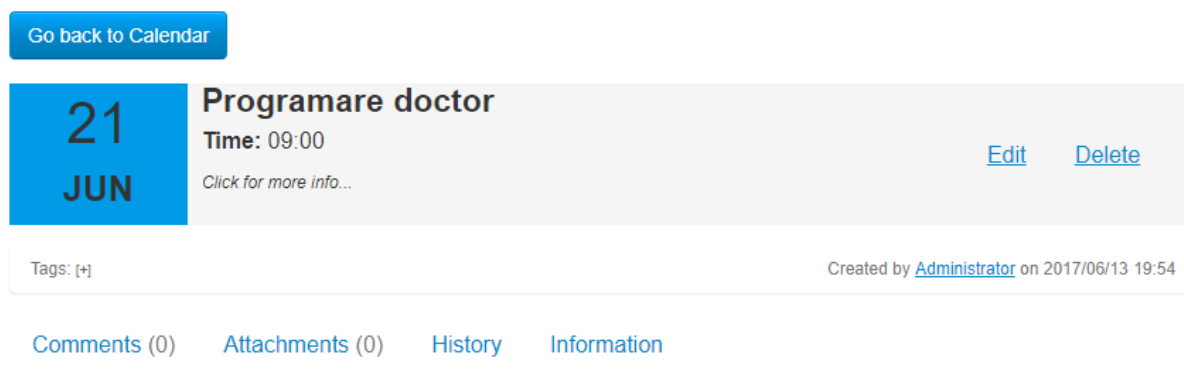 Go back to Calendar
21
JUN
Programare doctor
Time: 09:00
Click for more info...
Edit Delete
Tags: [+]
Created by Administrator on 2017/06/13 19:54
Comments (0) Attachments (0) History Information